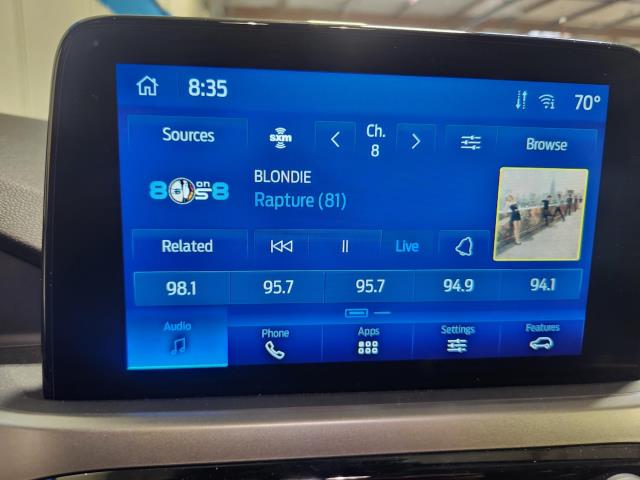 8:35
70°
Sources
sxm
Ch.
8
Browse
80s on 8
BLONDIE
Rapture (81)
Related
Live
98.1 95.7 95.7 94.9 94.1
Audio Phone Apps Settings Features